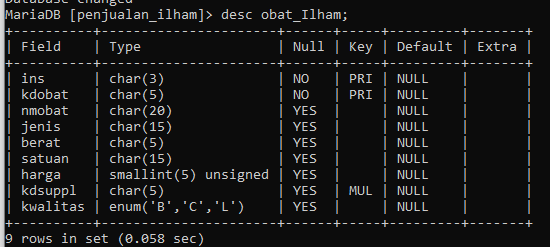 Database changed
MariaDB [penjualan_ilham]> desc obat_Ilham;
+----------+----------------------+------+-----+---------+-------+
| Field    | Type                 | Null | Key | Default | Extra |
+----------+----------------------+------+-----+---------+-------+
| ins      | char(3)              | NO   | PRI | NULL    |       |
| kdobat   | char(5)              | NO   | PRI | NULL    |       |
| nmobat   | char(20)             | YES  |     | NULL    |       |
| jenis    | char(15)             | YES  |     | NULL    |       |
| berat    | char(5)              | YES  |     | NULL    |       |
| satuan   | char(15)             | YES  |     | NULL    |       |
| harga    | smallint(5) unsigned | YES  |     | NULL    |       |
| kdsuppl  | char(5)              | YES  | MUL | NULL    |       |
| kwalitas | enum('B','C','L')    | YES  |     | NULL    |       |
+----------+----------------------+------+-----+---------+-------+
9 rows in set (0.058 sec)